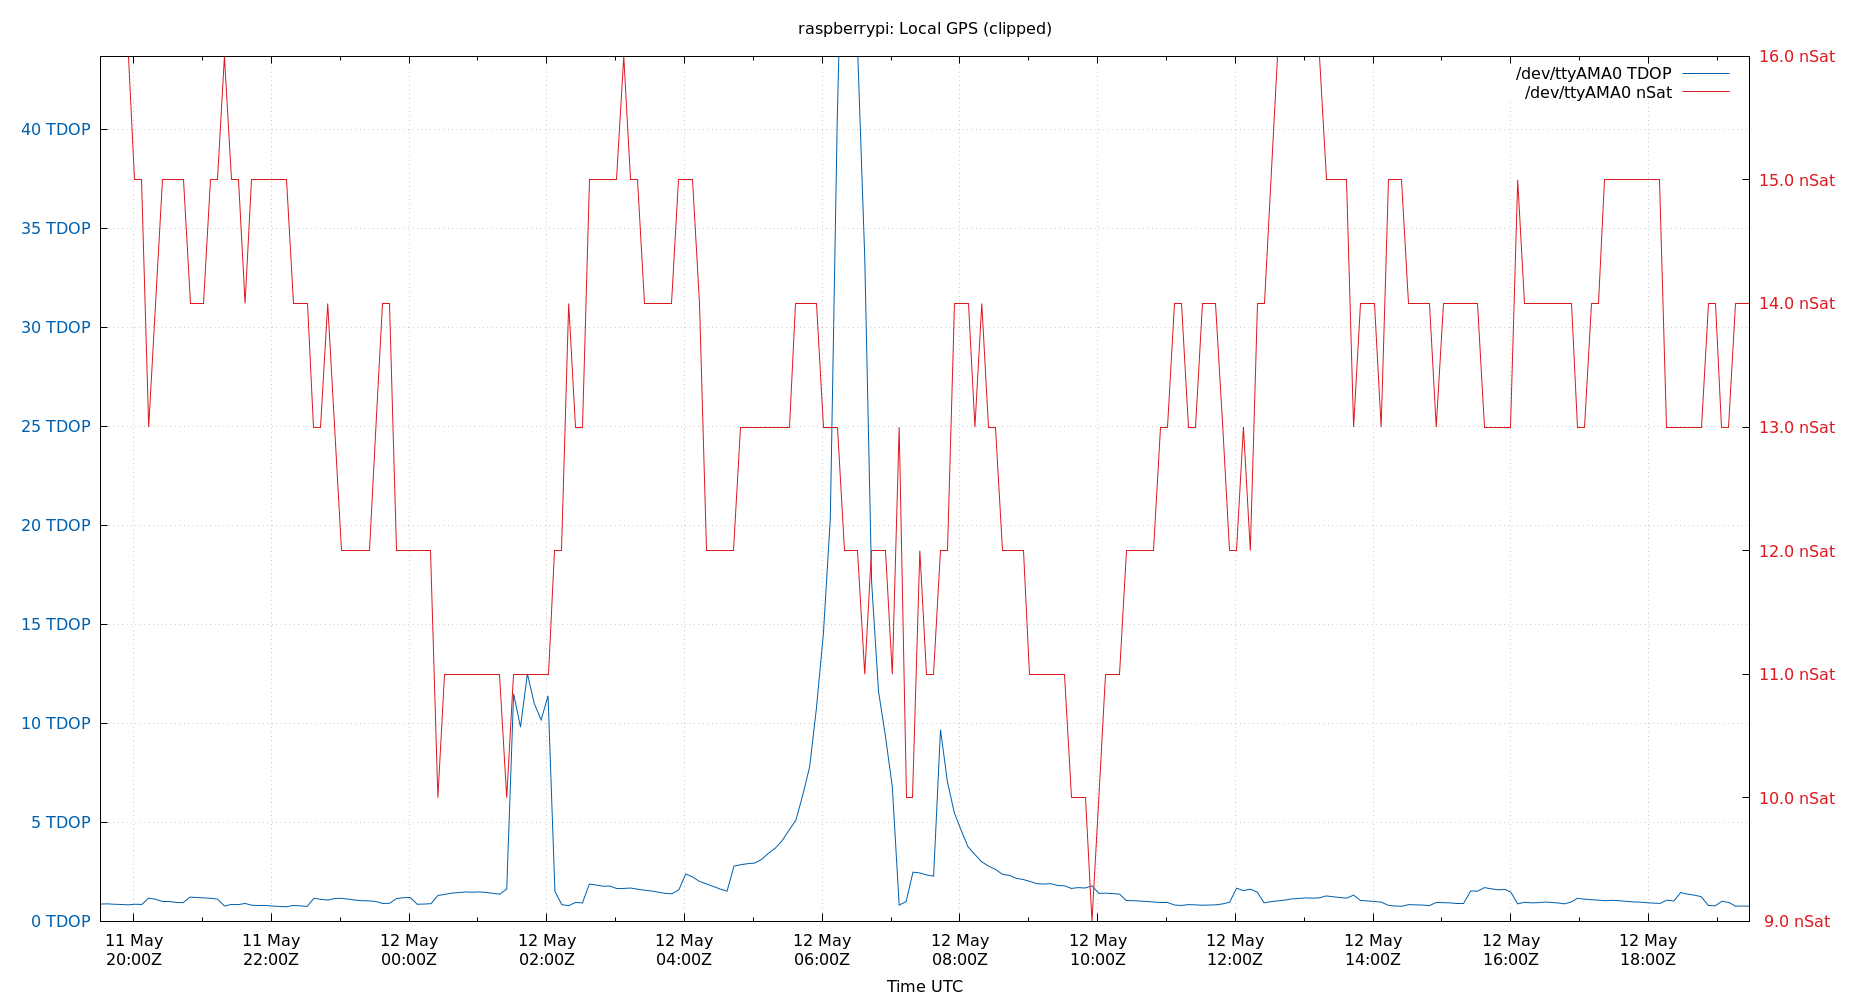 raspberrypi: Local GPS (clipped)
/dev/ttyAMA0 TDOP
/dev/ttyAMA0 nSat
40 TDOP
35 TDOP
30 TDOP
25 TDOP
20 TDOP
15 TDOP
10 TDOP
5 TDOP
0 TDOP
16.0 nSat
15.0 nSat
14.0 nSat
13.0 nSat
12.0 nSat
11.0 nSat
10.0 nSat
9.0 nSat
11 May
20:00Z
11 May
22:00Z
12 May
00:00Z
12 May
02:00Z
12 May
04:00Z
12 May
06:00Z
12 May
08:00Z
12 May
10:00Z
12 May
12:00Z
12 May
14:00Z
12 May
16:00Z
12 May
18:00Z
Time UTC